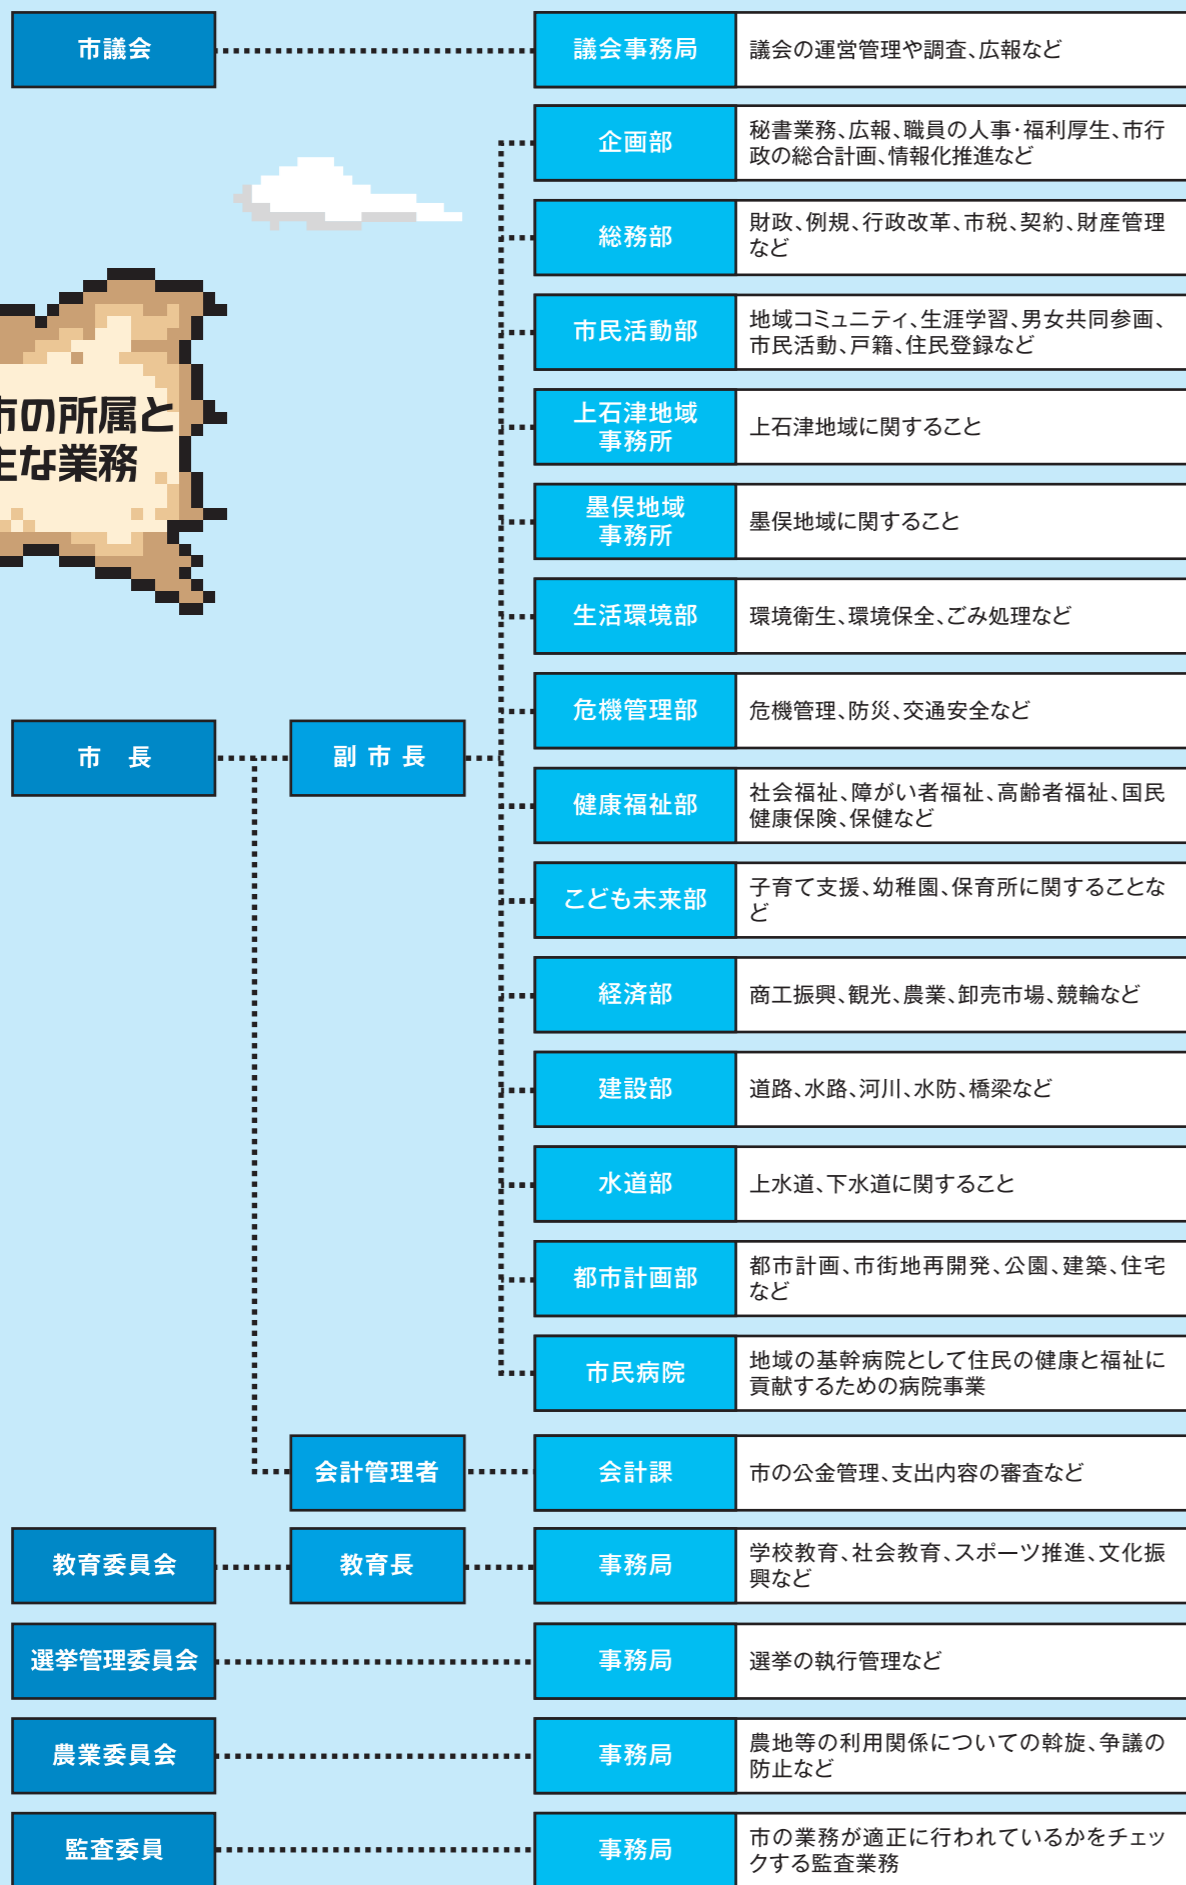 市議会
議会事務局
議会の運営管理や調査、広報など
企画部
秘書業務、広報、職員の人事・福利厚生、市行
政の総合計画、情報化推進など
総務部
財政、例規、行政改革、市税、契約、財産管理
など
市民活動部
地域コミュニティ、生涯学習、男女共同参画、
市民活動、戸籍、住民登録など
市の所属と
主な業務
上石津地域
事務所
上石津地域に関すること
墨俣地域
事務所
墨俣地域に関すること
生活環境部
環境衛生、環境保全、ごみ処理など
危機管理部
危機管理、防災、交通安全など
市　長
副 市 長
健康福祉部
社会福祉、障がい者福祉、高齢者福祉、国民
健康保険、保健など
こども未来部
子育て支援、幼稚園、保育所に関することな
ど
経済部
商工振興、観光、農業、卸売市場、競輪など
建設部
道路、水路、河川、水防、橋梁など
水道部
上水道、下水道に関すること
都市計画部
都市計画、市街地再開発、公園、建築、住宅
など
市民病院
地域の基幹病院として住民の健康と福祉に
貢献するための病院事業
会計管理者
会計課
市の公金管理、支出内容の審査など
教育委員会
教育長
事務局
学校教育、社会教育、スポーツ推進、文化振
興など
選挙管理委員会
事務局
選挙の執行管理など
農業委員会
事務局
農地等の利用関係についての斡旋、争議の
防止など
監査委員
事務局
市の業務が適正に行われているかをチェッ
クする監査業務